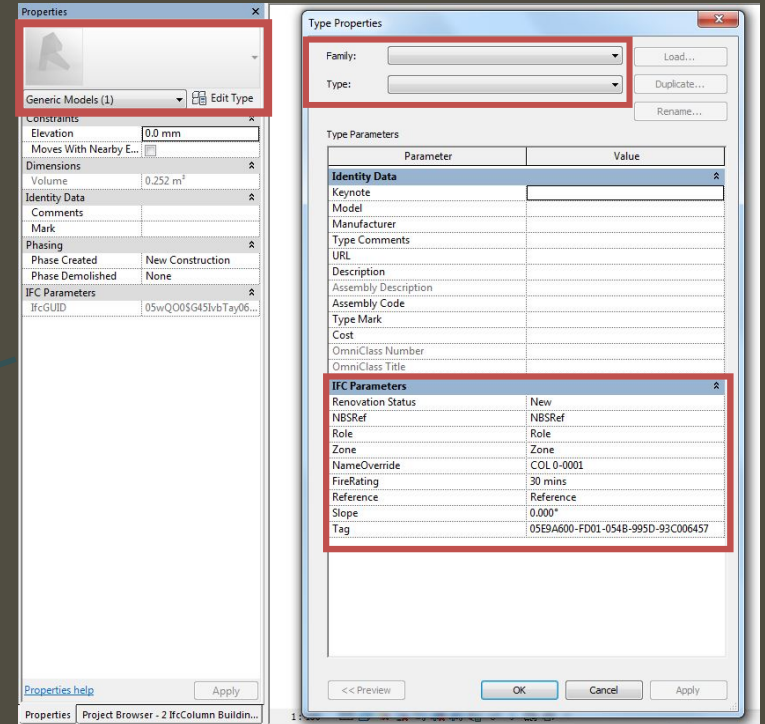 Properties
Generic Models (1)
Edit Type
Constraints
Elevation 0.0 mm
Moves With Nearby E...
Dimensions
Volume 0.252 m³
Identity Data
Comments
Mark
Phasing
Phase Created New Construction
Phase Demolished None
IFC Parameters
IfcGUID 05wQO0$G45IvbTay06...
Properties help
Apply
Properties
Project Browser - 2 IfcColumn Buildin...
Type Properties
Family:
Load...
Type:
Duplicate...
Rename...
Type Parameters
Parameter Value
Identity Data
Keynote
Model
Manufacturer
Type Comments
URL
Description
Assembly Description
Assembly Code
Type Mark
Cost
OmniClass Number
OmniClass Title
IFC Parameters
Renovation Status New
NBSRef NBSRef
Role Role
Zone Zone
NameOverride COL 0-0001
FireRating 30 mins
Reference Reference
Slope 0.000°
Tag 05E9A600-FD01-054B-995D-93C006457
<< Preview
OK
Cancel
Apply